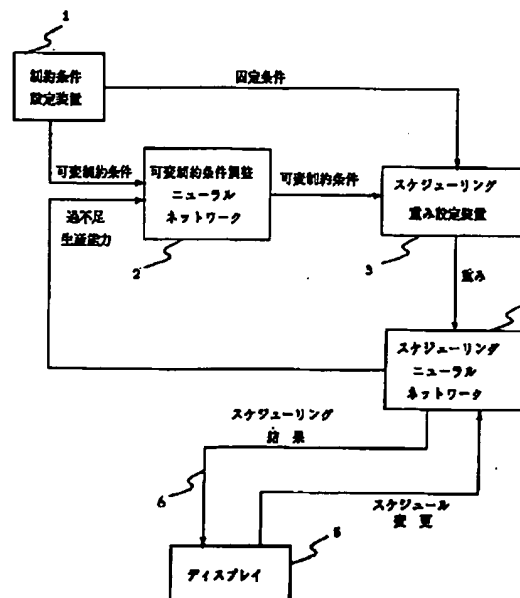 1
制約条件
設定装置
固定条件
可変制約条件
可変制約条件調整
ニューラル
ネットワーク
可変制約条件
スケジューリング
重み設定装置
過不足
生産能力
2
3
重み
スケジューリング
ニューラル
ネットワーク
スケジューリング
結果
6
スケジュール
変更
5
ディスプレイ